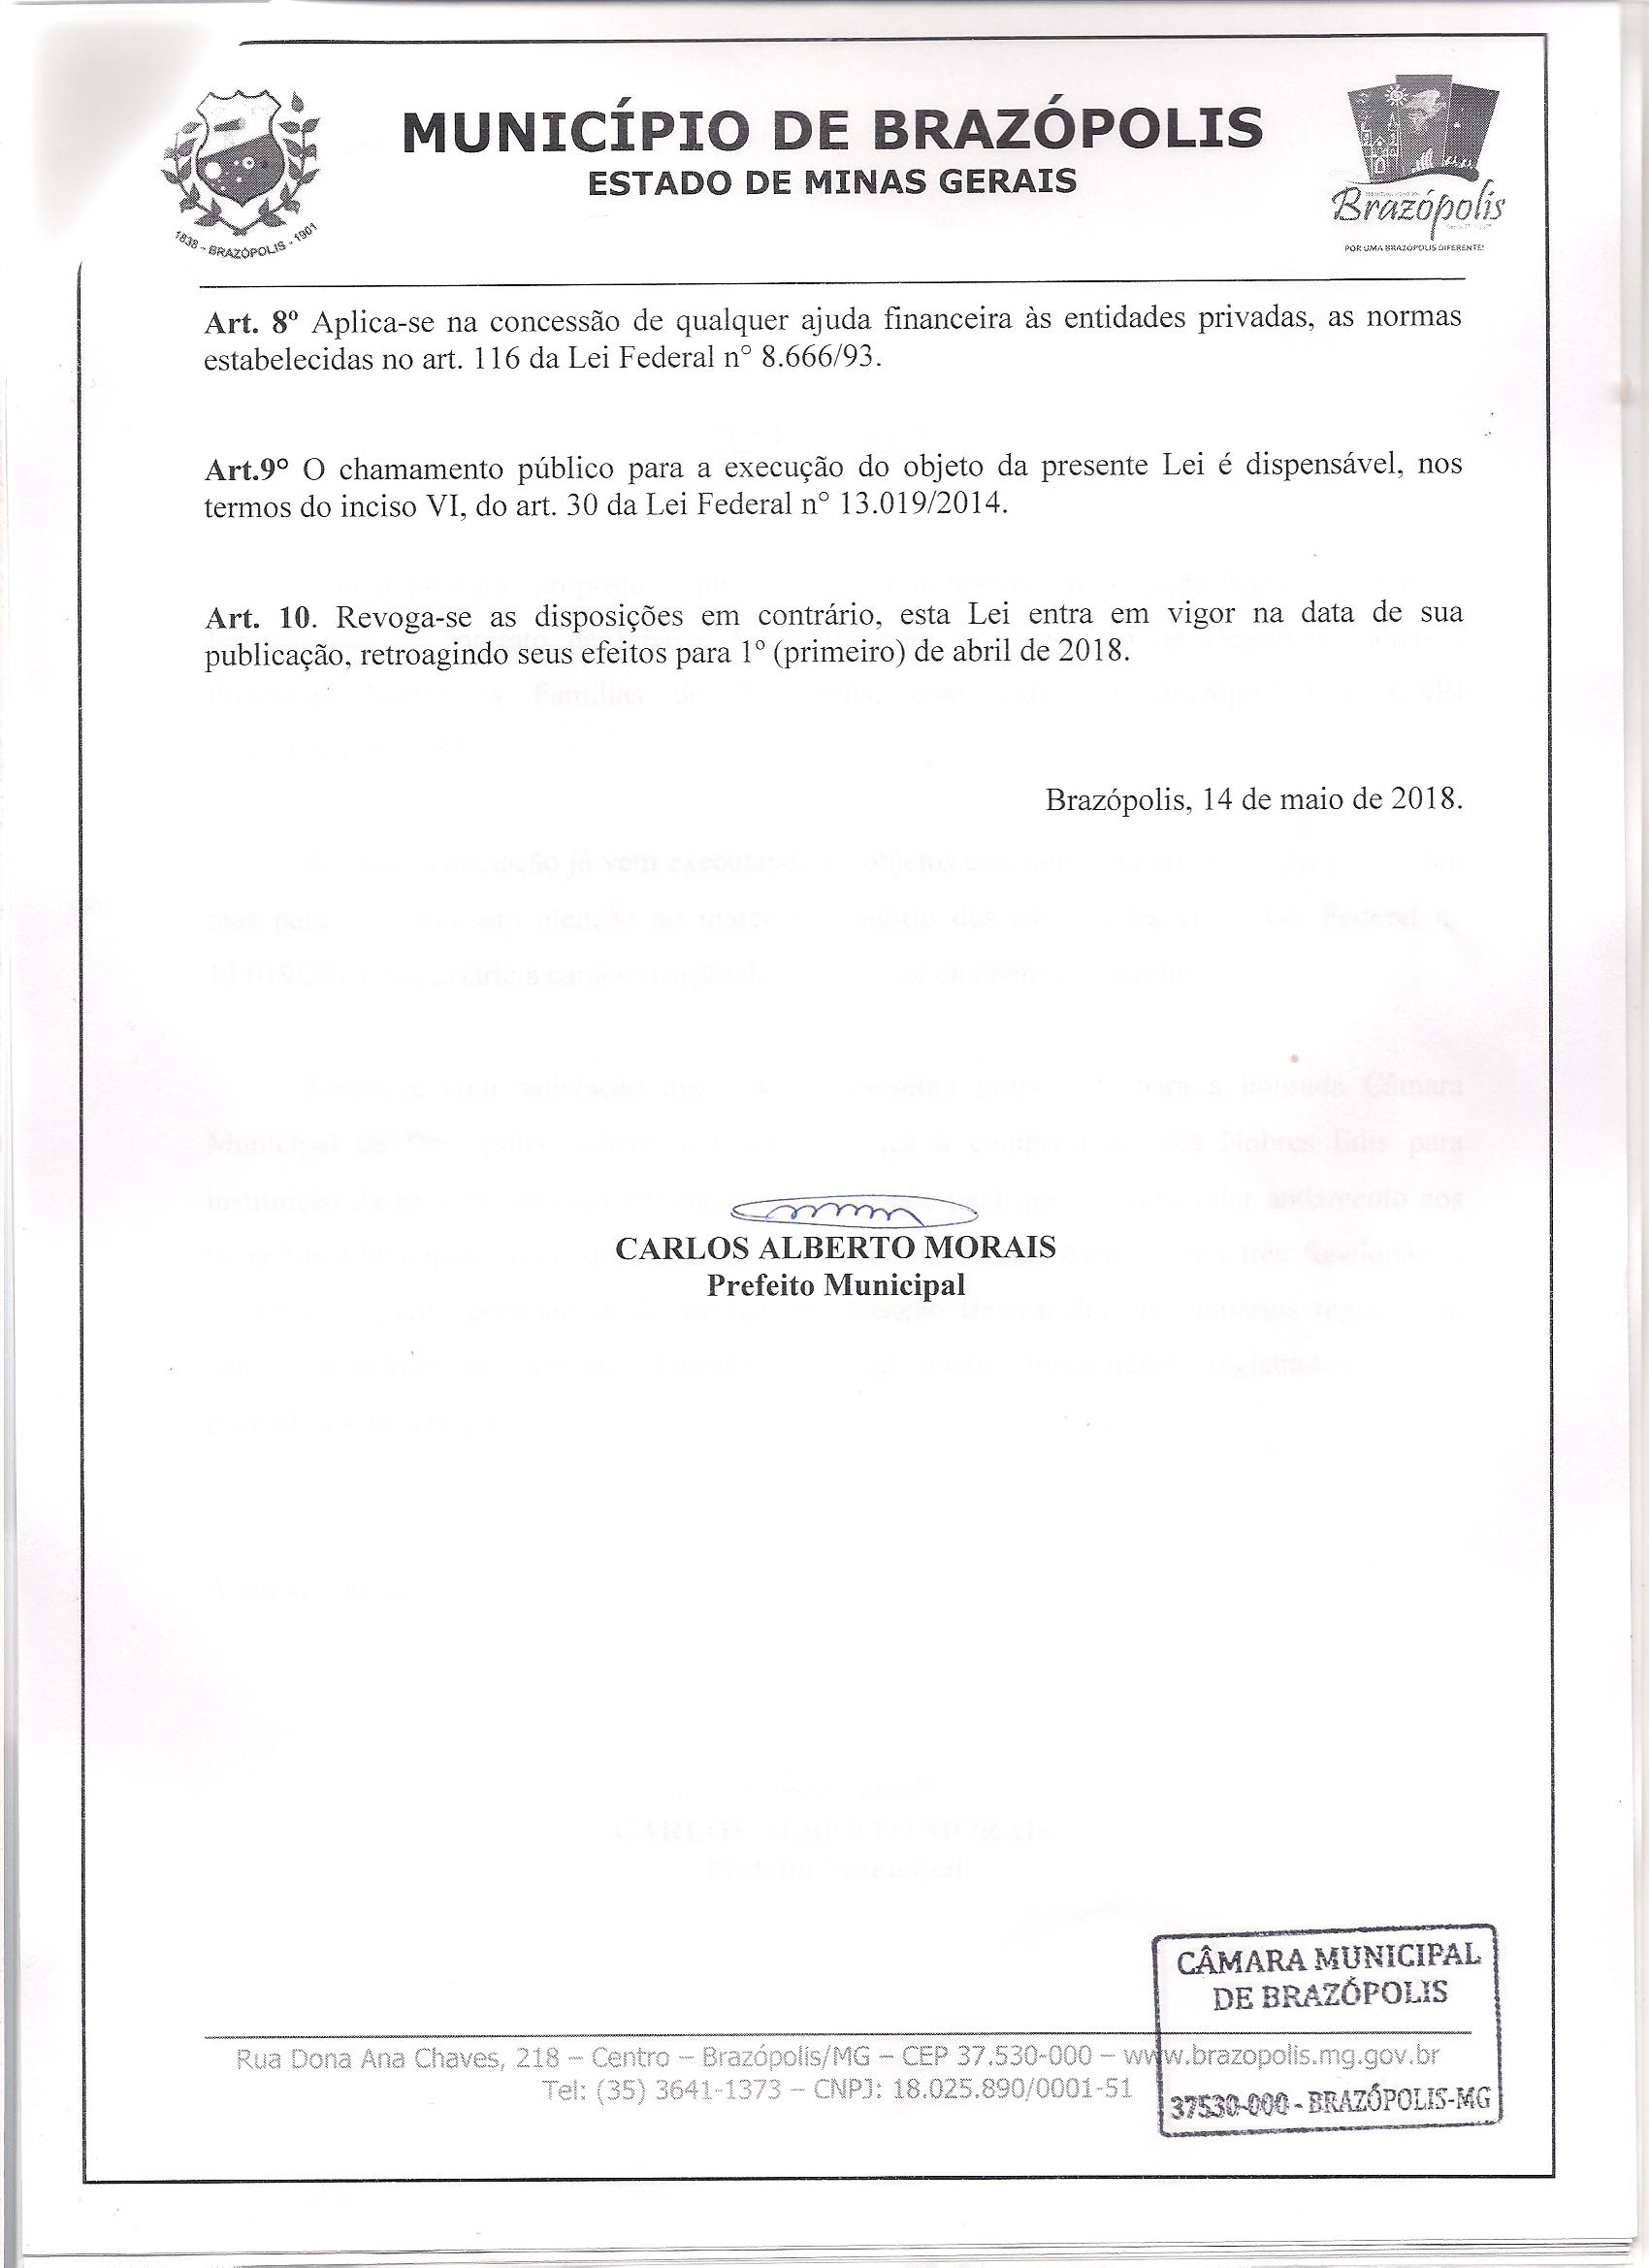 MUNICÍPIO DE BRAZÓPOLIS
ESTADO DE MINAS GERAIS
1838 - BRAZÓPOLIS - 1901
Brazópolis
POR UMA BRAZÓPOLIS DIFERENTE!
Art. 8º Aplica-se na concessão de qualquer ajuda financeira às entidades privadas, as normas
estabelecidas no art. 116 da Lei Federal n° 8.666/93.
Art.9° O chamamento público para a execução do objeto da presente Lei é dispensável, nos
termos do inciso VI, do art. 30 da Lei Federal n° 13.019/2014.
Art. 10. Revoga-se as disposições em contrário, esta Lei entra em vigor na data de sua
publicação, retroagindo seus efeitos para 1º (primeiro) de abril de 2018.
Brazópolis, 14 de maio de 2018.
CARLOS ALBERTO MORAIS
Prefeito Municipal
CÂMARA MUNICIPAL
DE BRAZÓPOLIS
37530-000 - BRAZÓPOLIS-MG
Rua Dona Ana Chaves, 218 – Centro – Brazópolis/MG – CEP 37.530-000 – www.brazopolis.mg.gov.br
Tel: (35) 3641-1373 – CNPJ: 18.025.890/0001-51